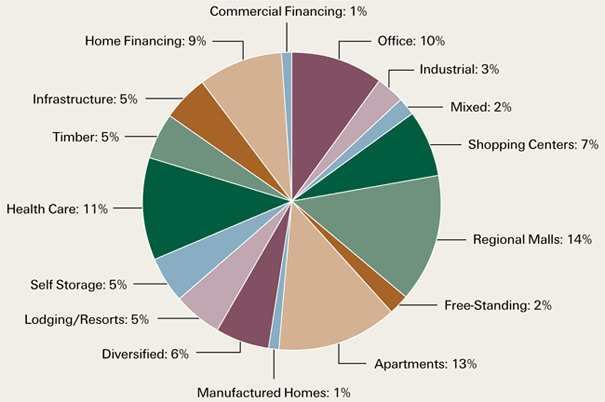 Commercial Financing: 1%
Home Financing: 9%
Office: 10%
Industrial: 3%
Infrastructure: 5%
Mixed: 2%
Timber: 5%
Shopping Centers: 7%
Health Care: 11%
Regional Malls: 14%
Self Storage: 5%
Free-Standing: 2%
Lodging/Resorts: 5%
Diversified: 6%
Apartments: 13%
Manufactured Homes: 1%